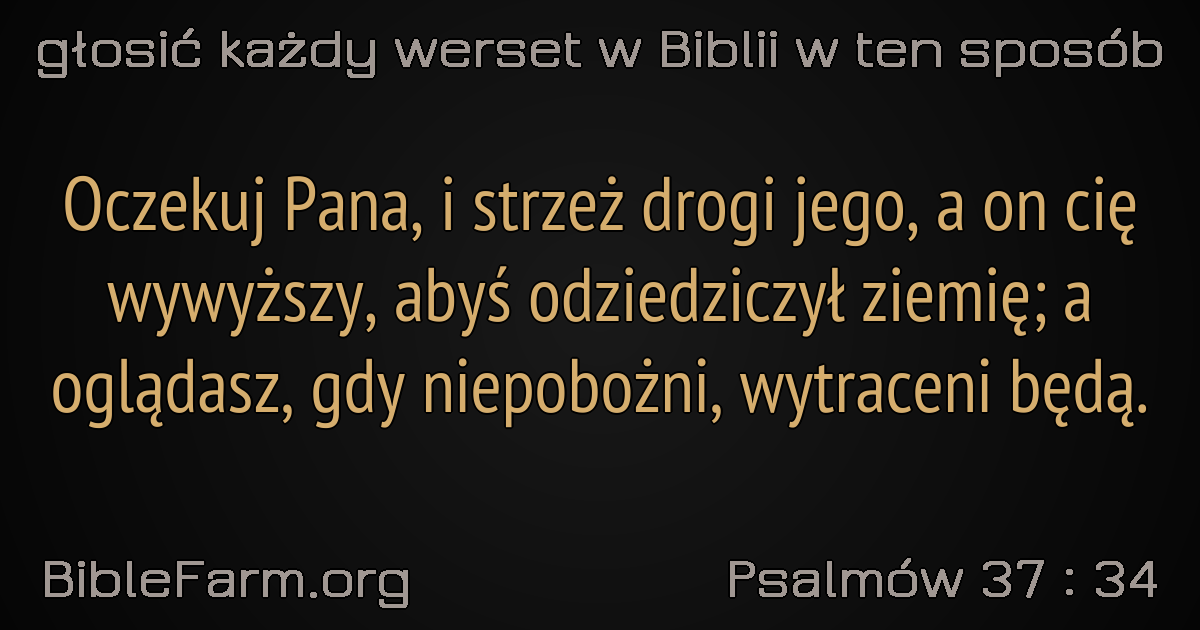 głosić każdy werset w Biblii w ten sposób
Oczekuj Pana, i strzeż drogi jego, a on cię
wywyższy, abyś odziedziczył ziemię; a
oglądasz, gdy niepobożni, wytraceni będą.
BibleFarm.org
Psalmów 37 : 34